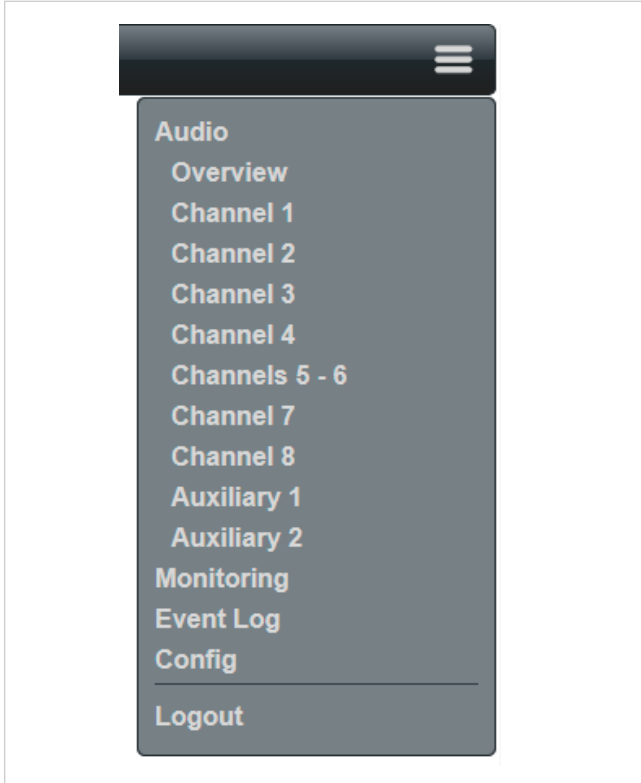 Audio
Overview
Channel 1
Channel 2
Channel 3
Channel 4
Channels 5 - 6
Channel 7
Channel 8
Auxiliary 1
Auxiliary 2
Monitoring
Event Log
Config
Logout